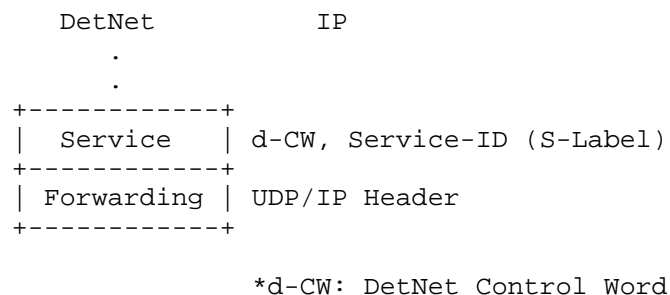 DetNet IP
.
.
+------------+
| Service | d-CW, Service-ID (S-Label)
+------------+
| Forwarding | UDP/IP Header
+------------+
*d-CW: DetNet Control Word